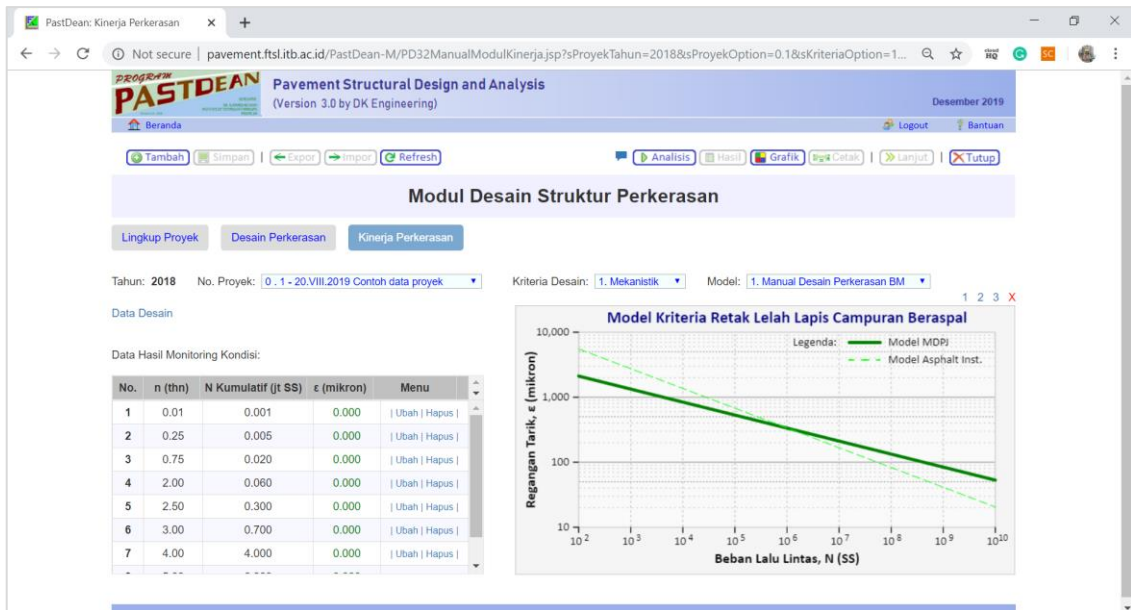 PastDean: Kinerja Perkerasan
Not secure | pavement.ftsl.itb.ac.id/PastDean-M/PD32ManualModulKinerja.jsp?sProyekTahun=2018&sProyekOption=0.1&sKriteriaOption=1...
PROGRAM
PASTDEAN
Pavement Structural Design and Analysis
(Version 3.0 by DK Engineering)
Desember 2019
Beranda
Logout
Bantuan
Tambah Simpan | Expor Impor Refresh
Analisis Hasil Grafik Cetak | Lanjut | Tutup
Modul Desain Struktur Perkerasan
Lingkup Proyek Desain Perkerasan Kinerja Perkerasan
Tahun: 2018 No. Proyek: 0 . 1 - 20.VIII.2019 Contoh data proyek Kriteria Desain: 1. Mekanistik Model: 1. Manual Desain Perkerasan BM
1 2 3 X
Data Desain
Data Hasil Monitoring Kondisi:
No. n (thn) N Kumulatif (jt SS) ε (mikron) Menu
1 0.01 0.001 0.000 | Ubah | Hapus |
2 0.25 0.005 0.000 | Ubah | Hapus |
3 0.75 0.020 0.000 | Ubah | Hapus |
4 2.00 0.060 0.000 | Ubah | Hapus |
5 2.50 0.300 0.000 | Ubah | Hapus |
6 3.00 0.700 0.000 | Ubah | Hapus |
7 4.00 4.000 0.000 | Ubah | Hapus |
Model Kriteria Retak Lelah Lapis Campuran Beraspal
Legenda: Model MDPJ
Model Asphalt Inst.
Regangan Tarik, ε (mikron)
10,000
1,000
100
10
10² 10³ 10⁴ 10⁵ 10⁶ 10⁷ 10⁸ 10⁹ 10¹⁰
Beban Lalu Lintas, N (SS)